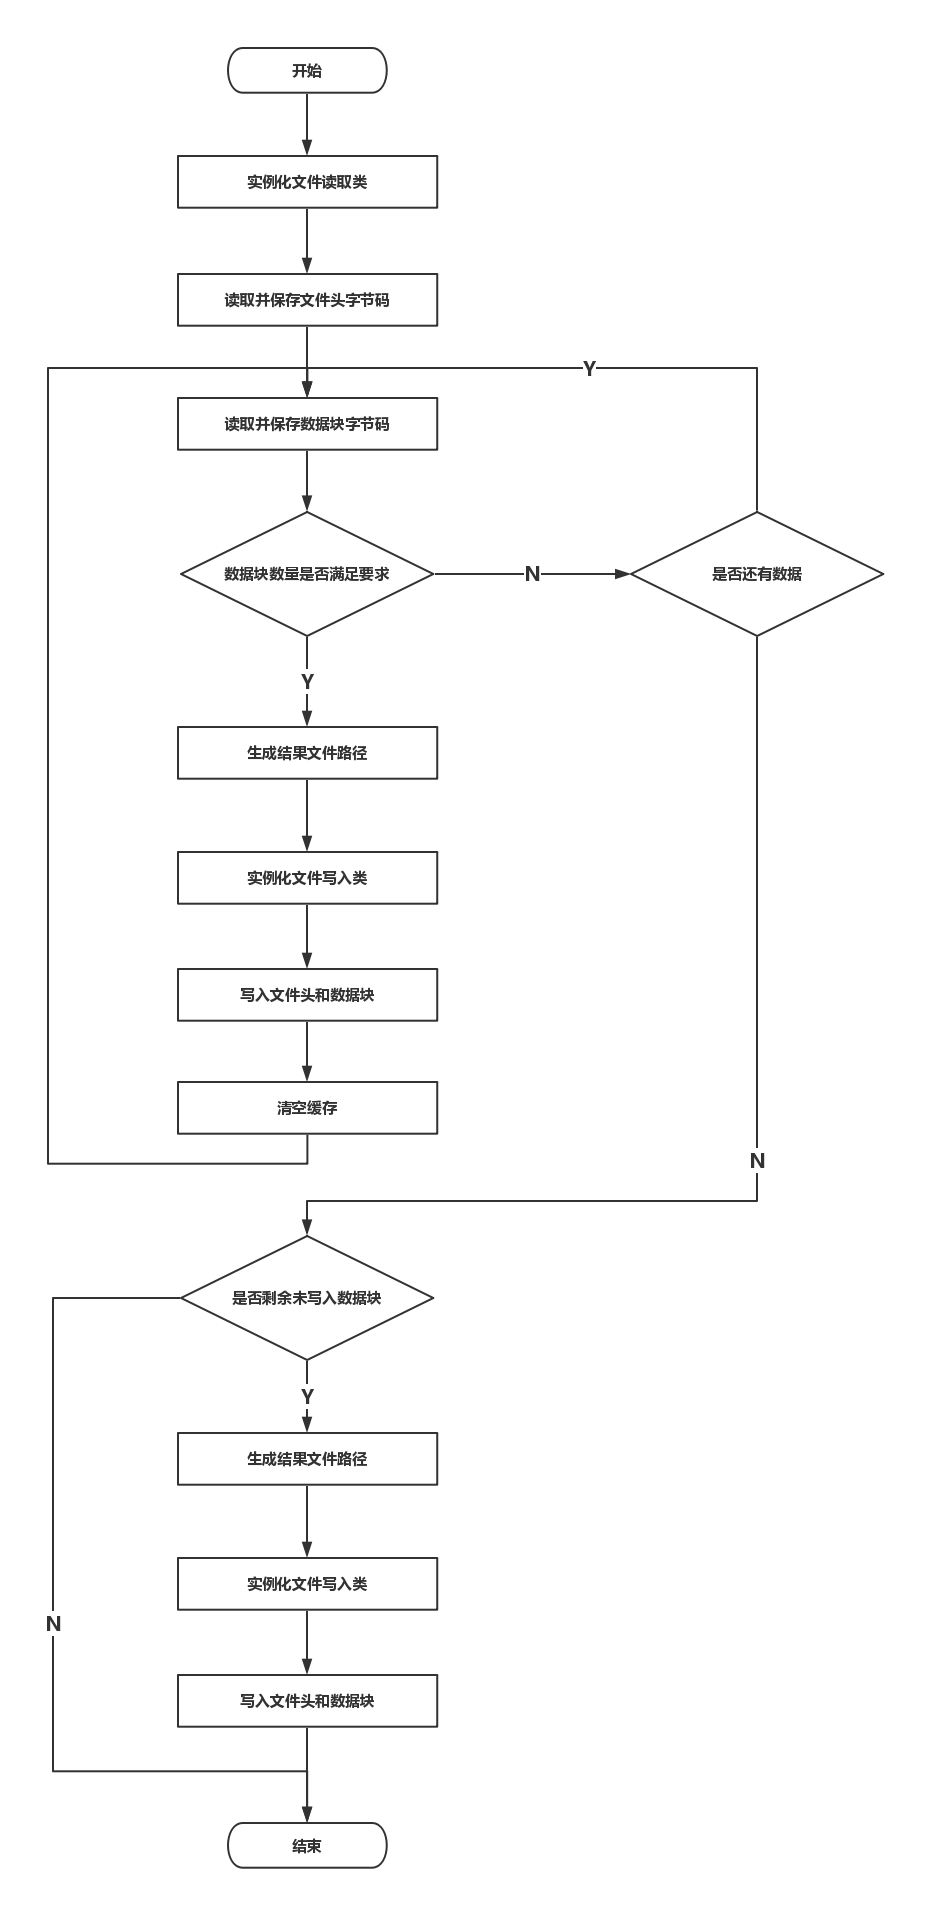 开始
实例化文件读取类
读取并保存文件头字节码
Y
读取并保存数据块字节码
数据块数量是否满足要求
N
是否还有数据
Y
生成结果文件路径
实例化文件写入类
写入文件头和数据块
清空缓存
N
是否剩余未写入数据块
Y
生成结果文件路径
实例化文件写入类
N
写入文件头和数据块
结束